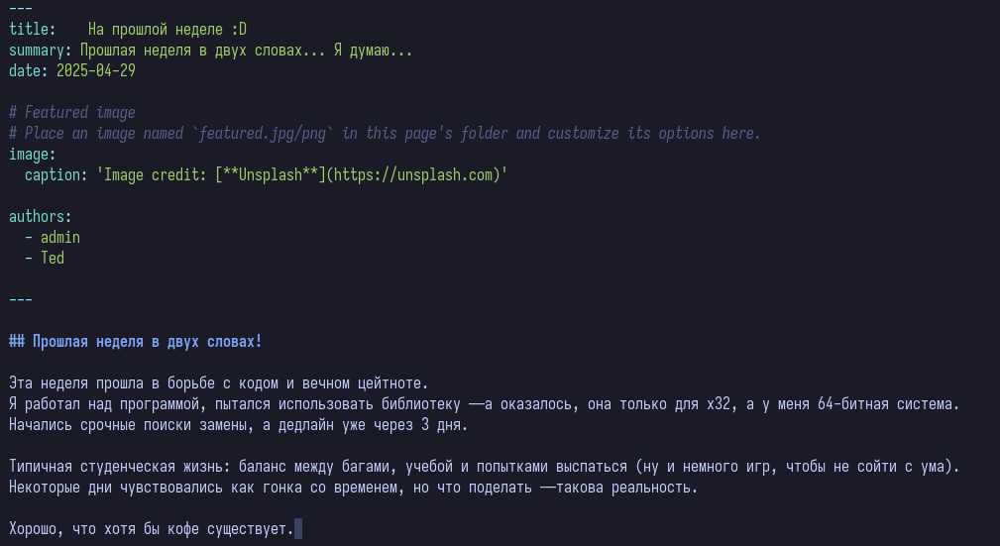 ---
title:    На прошлой неделе :D
summary: Прошлая неделя в двух словах... Я думаю...
date: 2025-04-29

# Featured image
# Place an image named `featured.jpg/png` in this page's folder and customize its options here.
image:
  caption: 'Image credit: [**Unsplash**](https://unsplash.com)'

authors:
  - admin
  - Ted

---

## Прошлая неделя в двух словах!

Эта неделя прошла в борьбе с кодом и вечном цейтноте.
Я работал над программой, пытался использовать библиотеку —а оказалось, она только для x32, а у меня 64-битная система.
Начались срочные поиски замены, а дедлайн уже через 3 дня.

Типичная студенческая жизнь: баланс между багами, учебой и попытками выспаться (ну и немного игр, чтобы не сойти с ума).
Некоторые дни чувствовались как гонка со временем, но что поделать —такова реальность.

Хорошо, что хотя бы кофе существует.